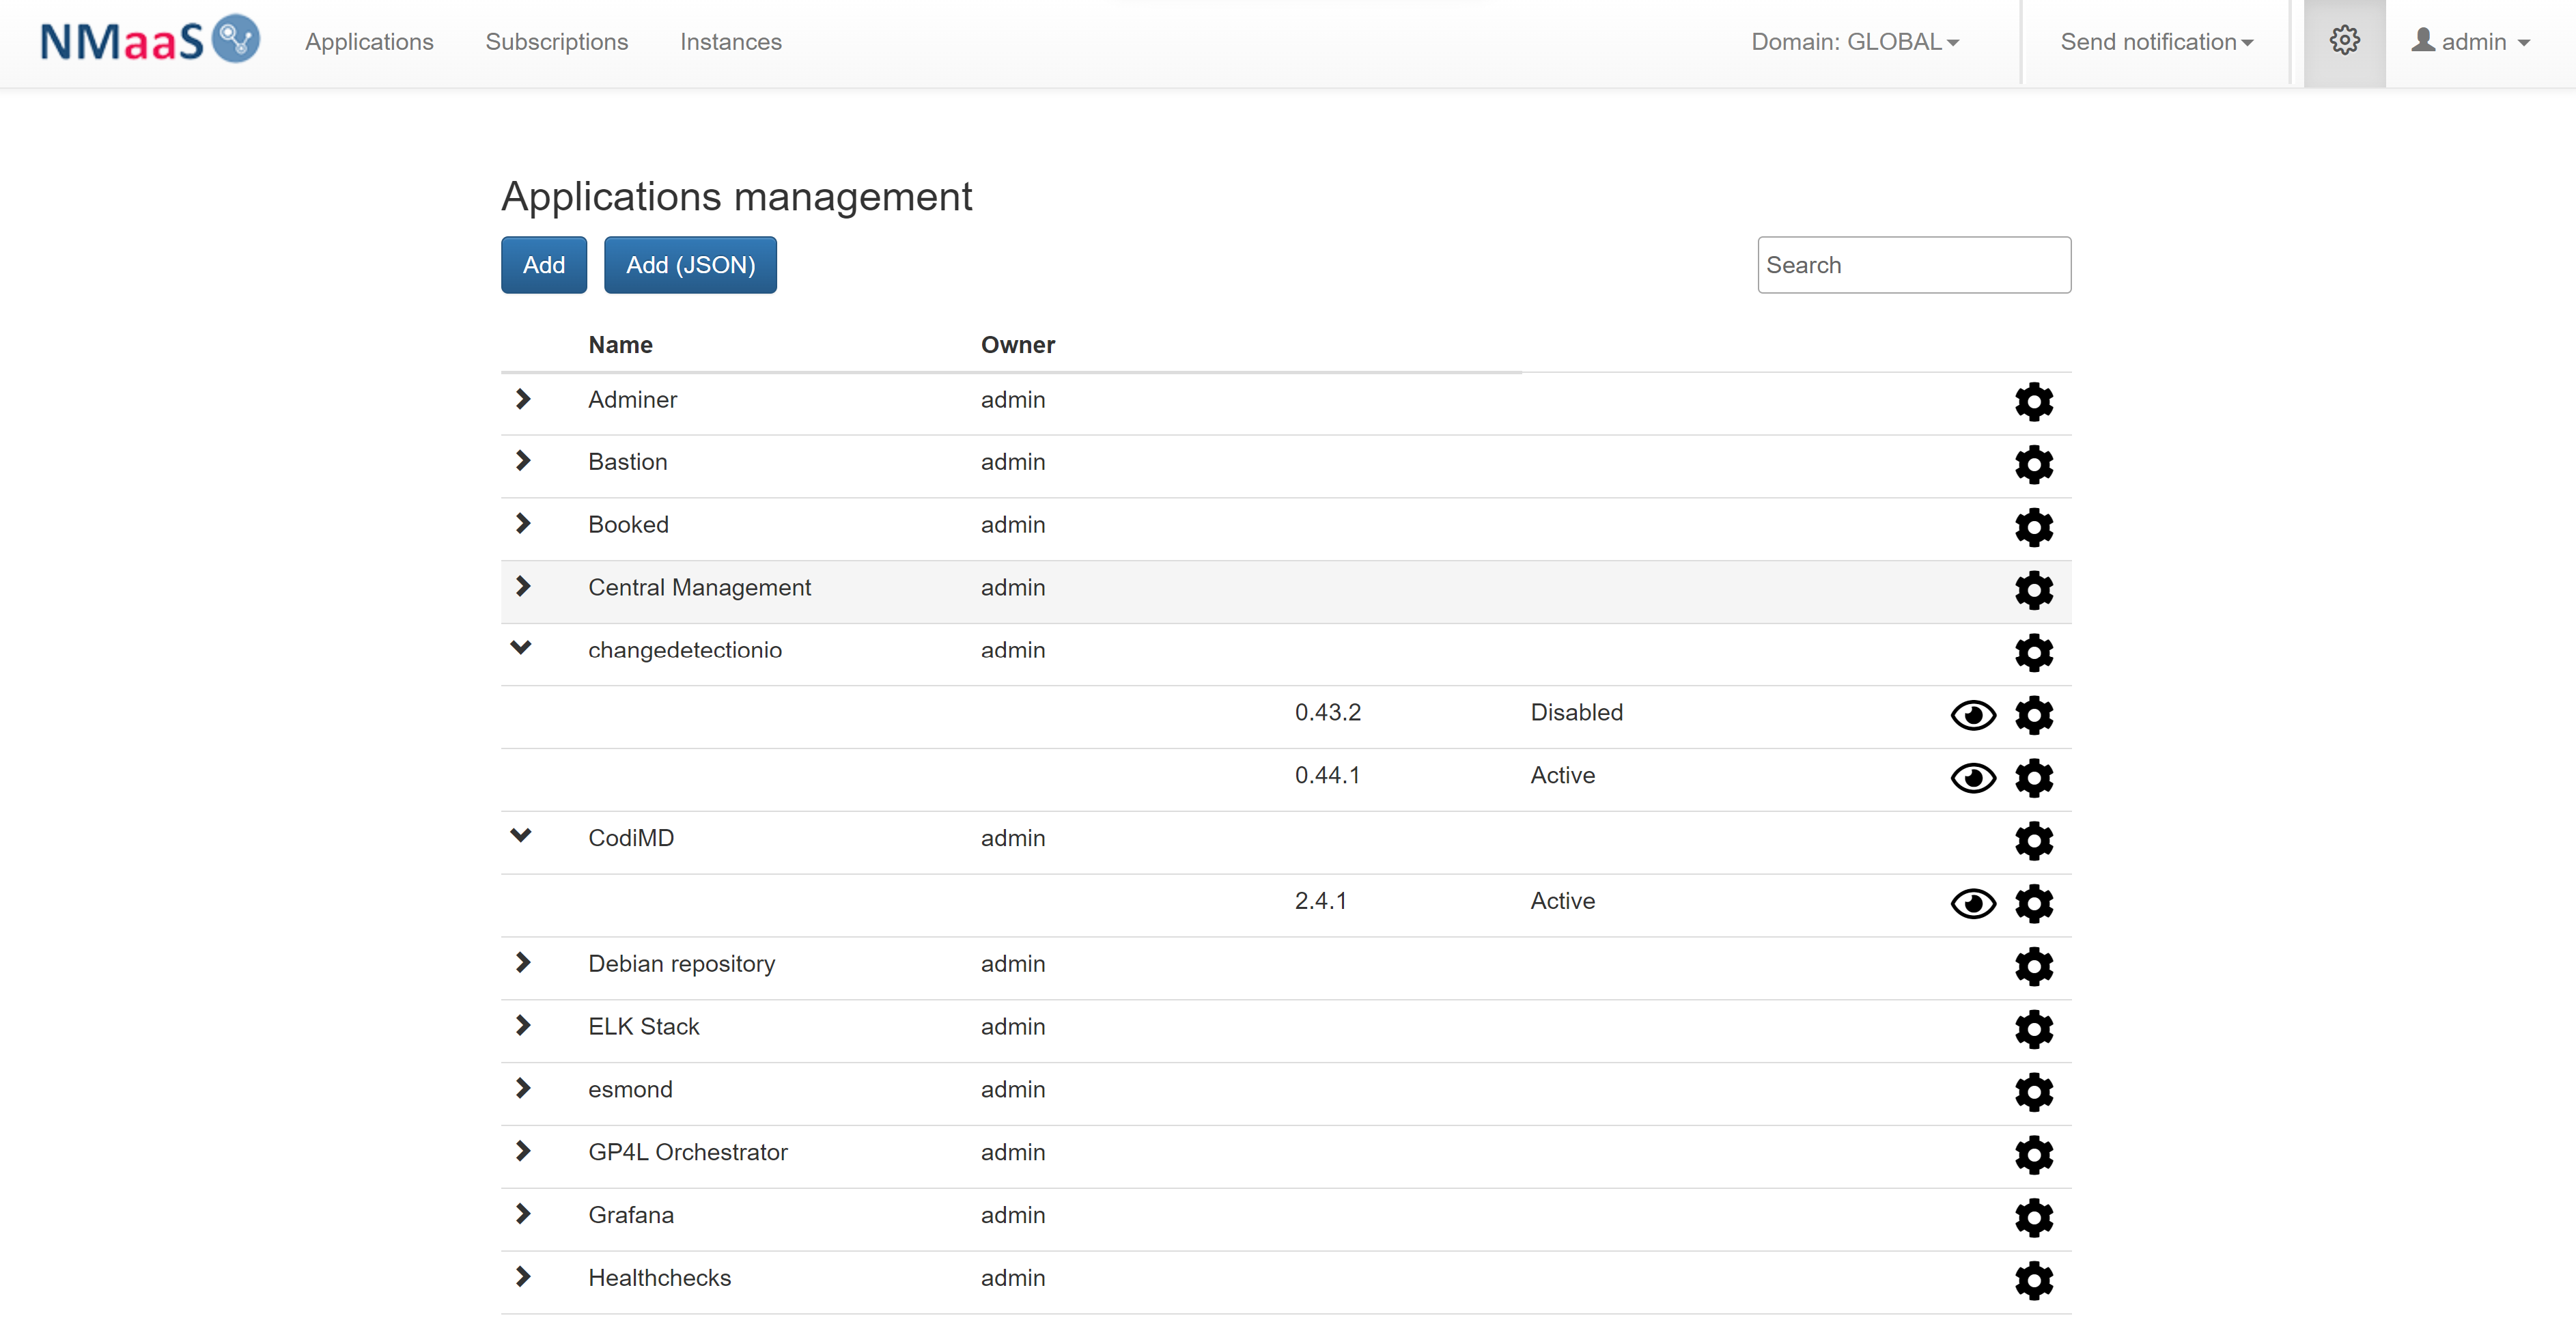 NMaaS Applications Subscriptions Instances Domain: GLOBAL Send notification admin
Applications management
Add Add (JSON) Search
Name Owner
Adminer admin
Bastion admin
Booked admin
Central Management admin
changedetectionio admin
0.43.2 Disabled
0.44.1 Active
CodiMD admin
2.4.1 Active
Debian repository admin
ELK Stack admin
esmond admin
GP4L Orchestrator admin
Grafana admin
Healthchecks admin